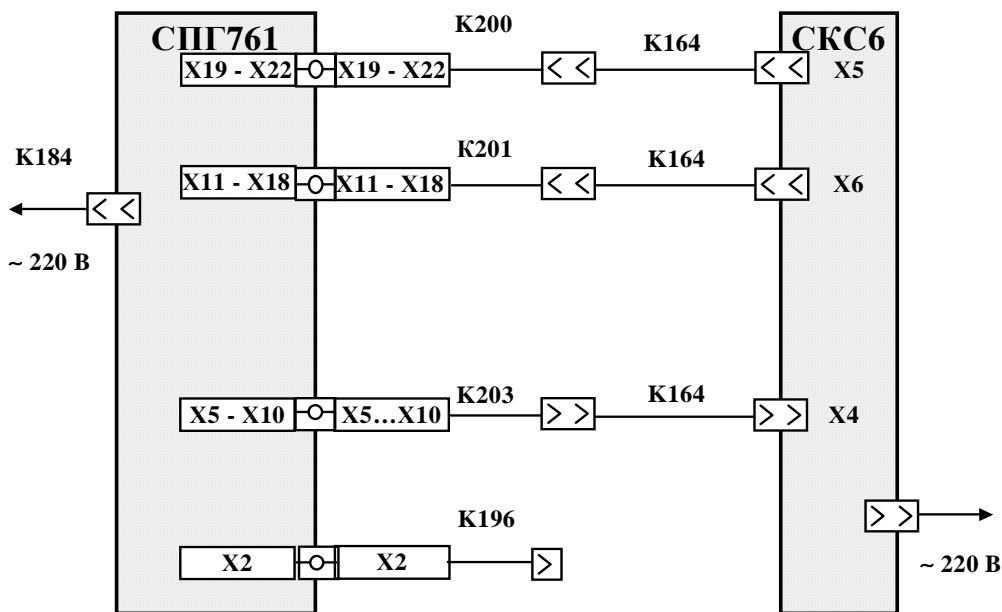 СПГ761
К200
К164
СКС6
X19 - X22
X19 - X22
X5
К184
К201
К164
X11 - X18
X11 - X18
X6
~ 220 В
К203
К164
X5 - X10
X5...X10
X4
К196
X2
X2
~ 220 В